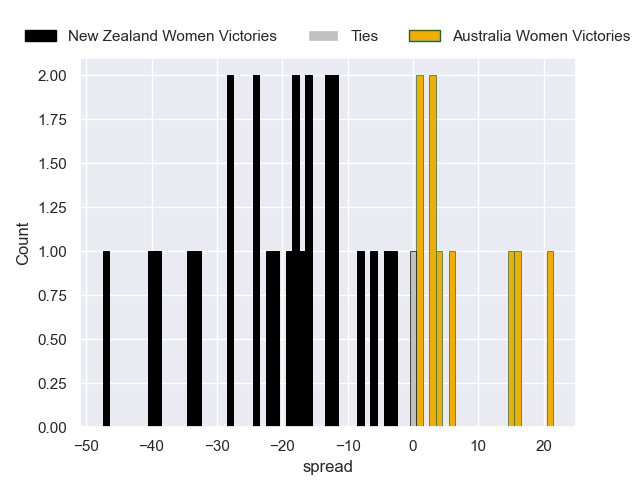 New Zealand Women Victories Ties Australia Women Victories
2.00
1.75
1.50
1.25
1.00
0.75
0.50
0.25
0.00
Count
−50 −40 −30 −20 −10 0 10 20
spread